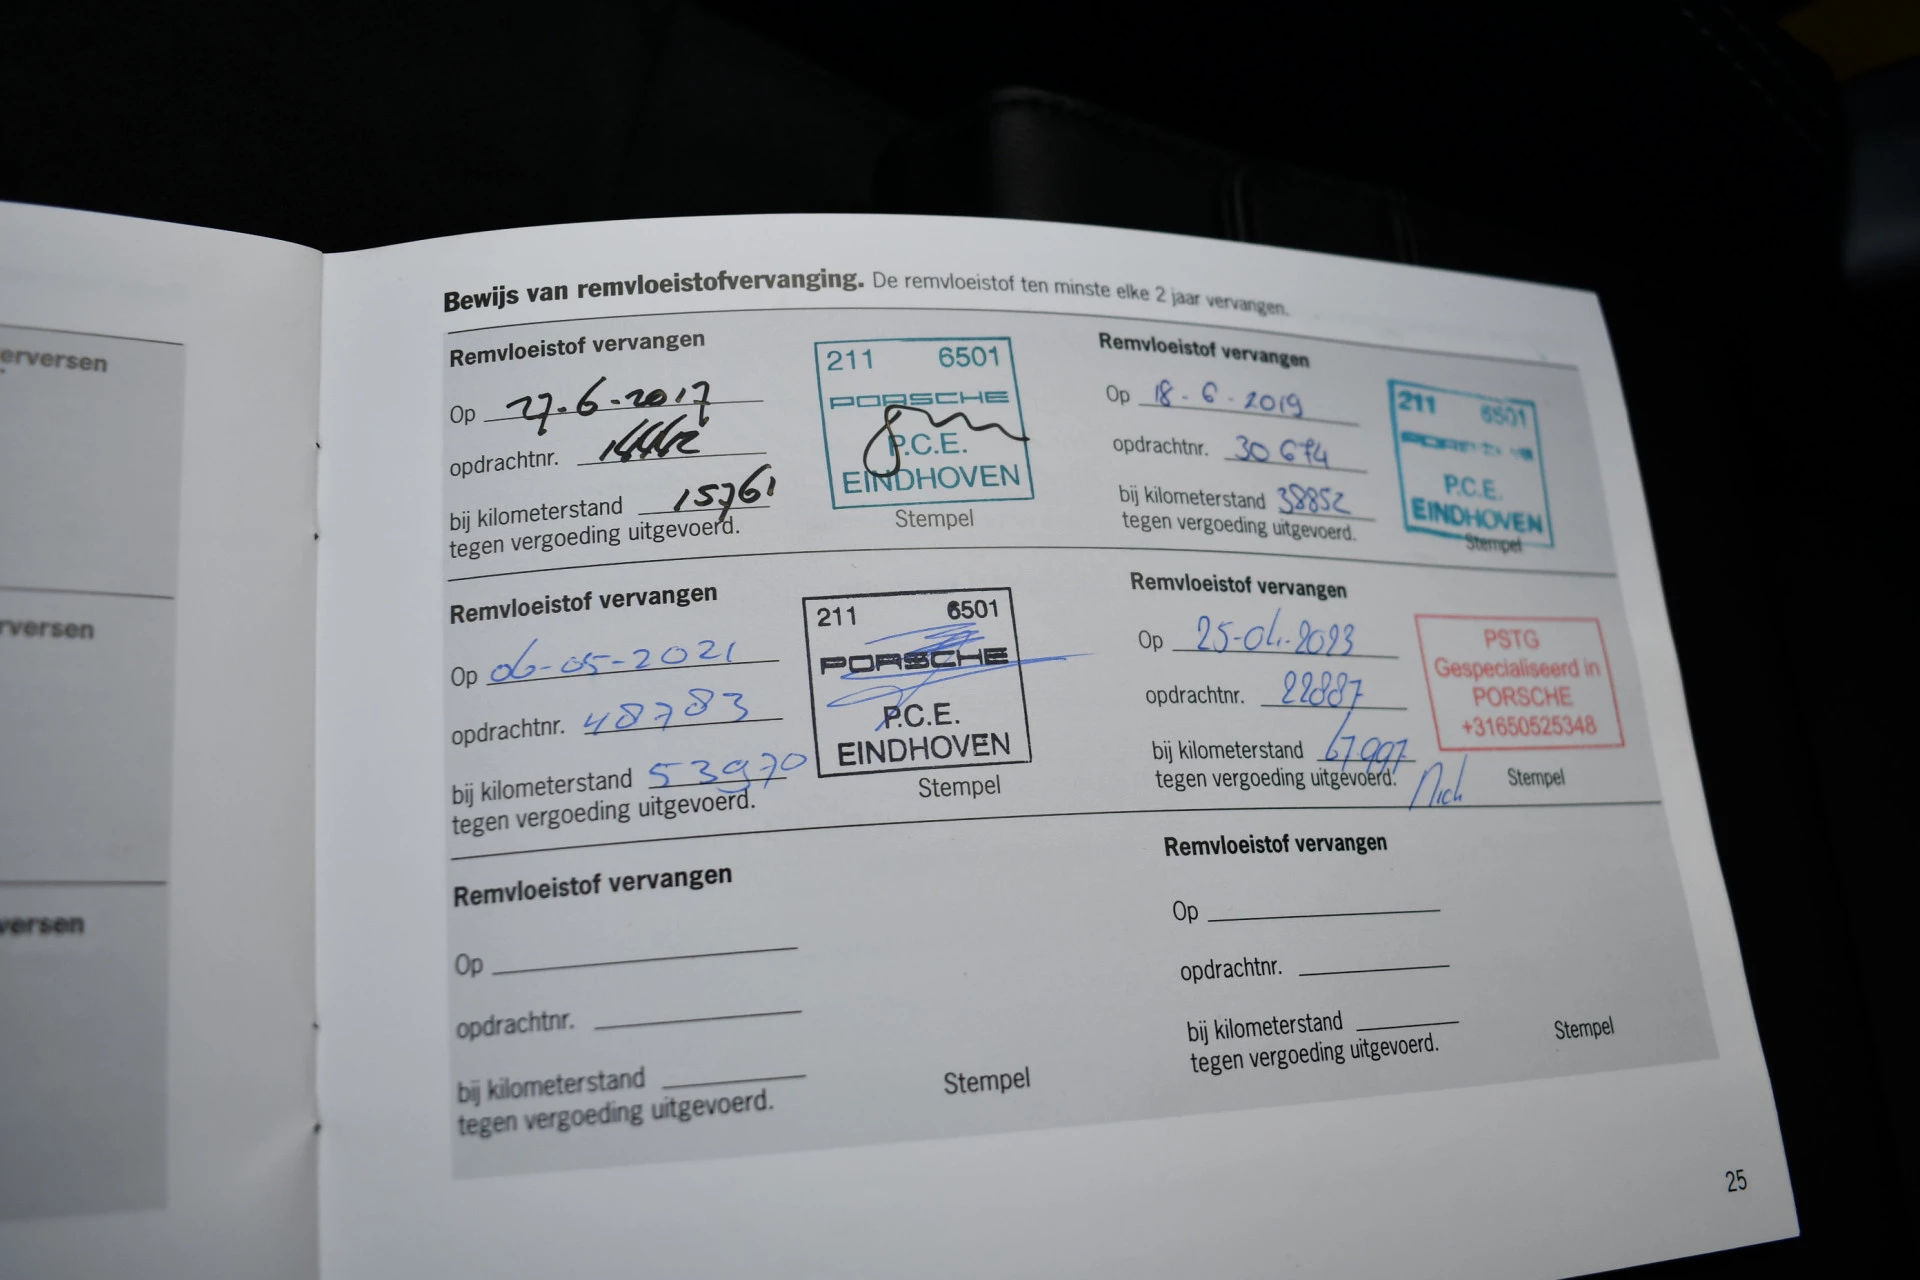 erversen
rversen
versen
Bewijs van remvloeistofvervanging. De remvloeistof ten minste elke 2 jaar vervangen.
Remvloeistof vervangen
Op 27-6-2017
opdrachtnr.
bij kilometerstand 15761
tegen vergoeding uitgevoerd.
211 6501
PORSCHE
P.C.E.
EINDHOVEN
Stempel
Remvloeistof vervangen
Op 18-6-2019
opdrachtnr. 30674
bij kilometerstand 38852
tegen vergoeding uitgevoerd.
211 6501
PORSCHE
P.C.E.
EINDHOVEN
Stempel
Remvloeistof vervangen
Op 06-05-2021
opdrachtnr. 48783
bij kilometerstand 53970
tegen vergoeding uitgevoerd.
211 6501
PORSCHE
P.C.E.
EINDHOVEN
Stempel
Remvloeistof vervangen
Op 25-04-2023
opdrachtnr. 22887
bij kilometerstand 67.997
tegen vergoeding uitgevoerd. Nick
PSTG
Gespecialiseerd in
PORSCHE
+31650525348
Stempel
Remvloeistof vervangen
Op
opdrachtnr.
bij kilometerstand
tegen vergoeding uitgevoerd.
Stempel
Remvloeistof vervangen
Op
opdrachtnr.
bij kilometerstand
tegen vergoeding uitgevoerd.
Stempel
25